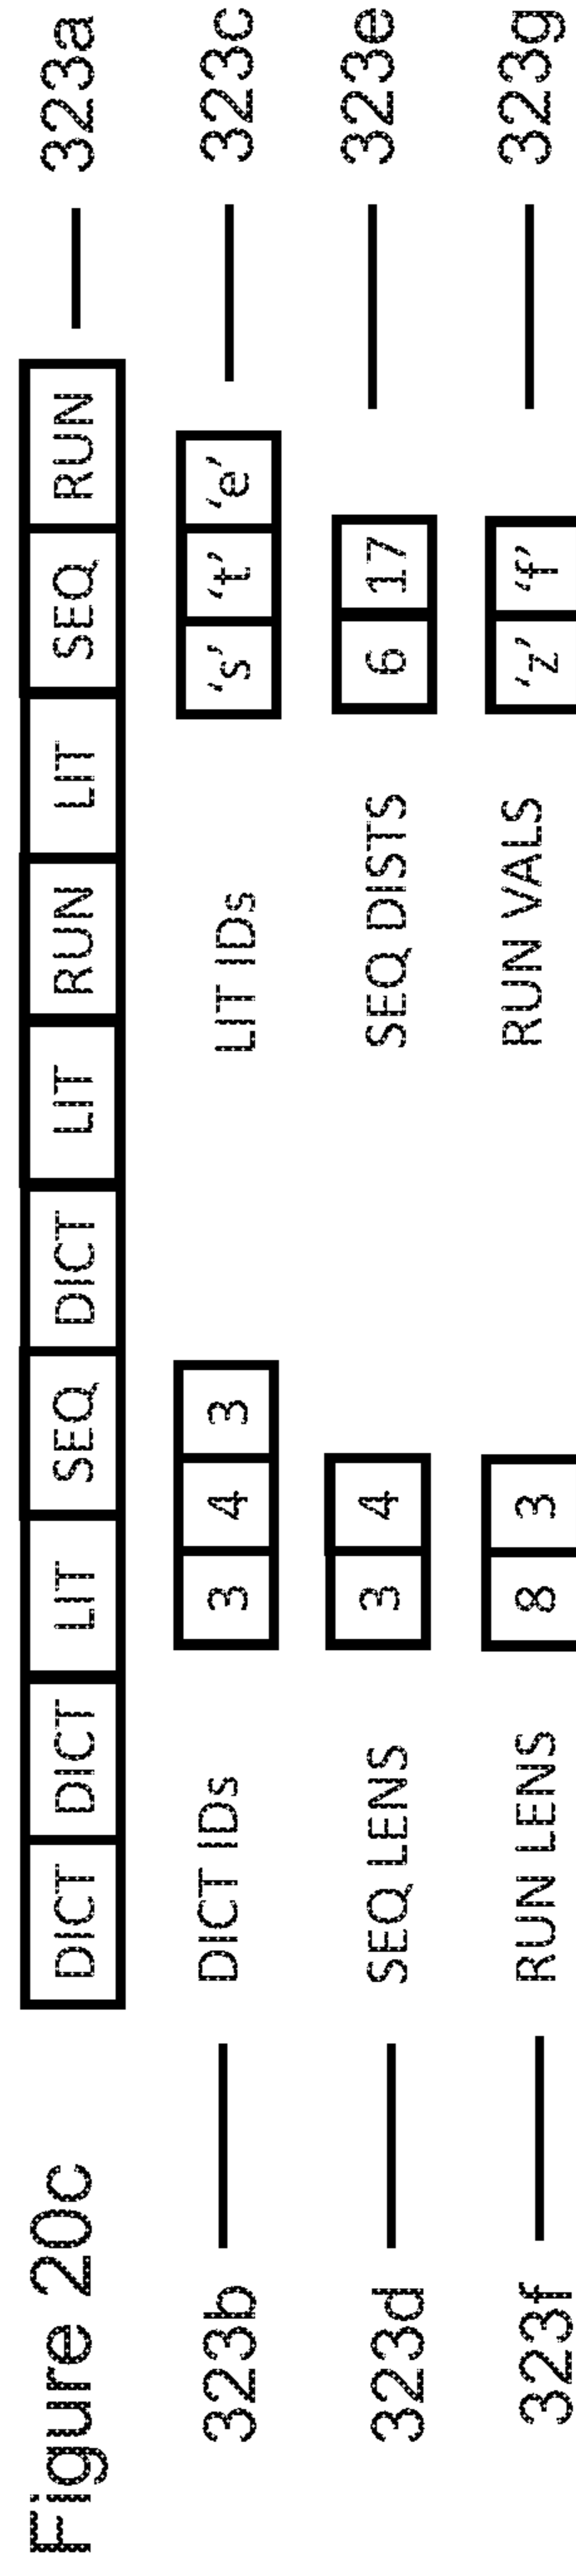 Figure 20c
DICT DICT LIT SEQ DICT LIT RUN LIT SEQ RUN 323a
323b DICT IDs 3 4 3 LIT IDs ‘s’ ‘t’ ‘e’ 323c
323d SEQ LENS 3 4 SEQ DISTS 6 17 323e
323f RUN LENS 8 3 RUN VALS ‘z’ ‘f’ 323g